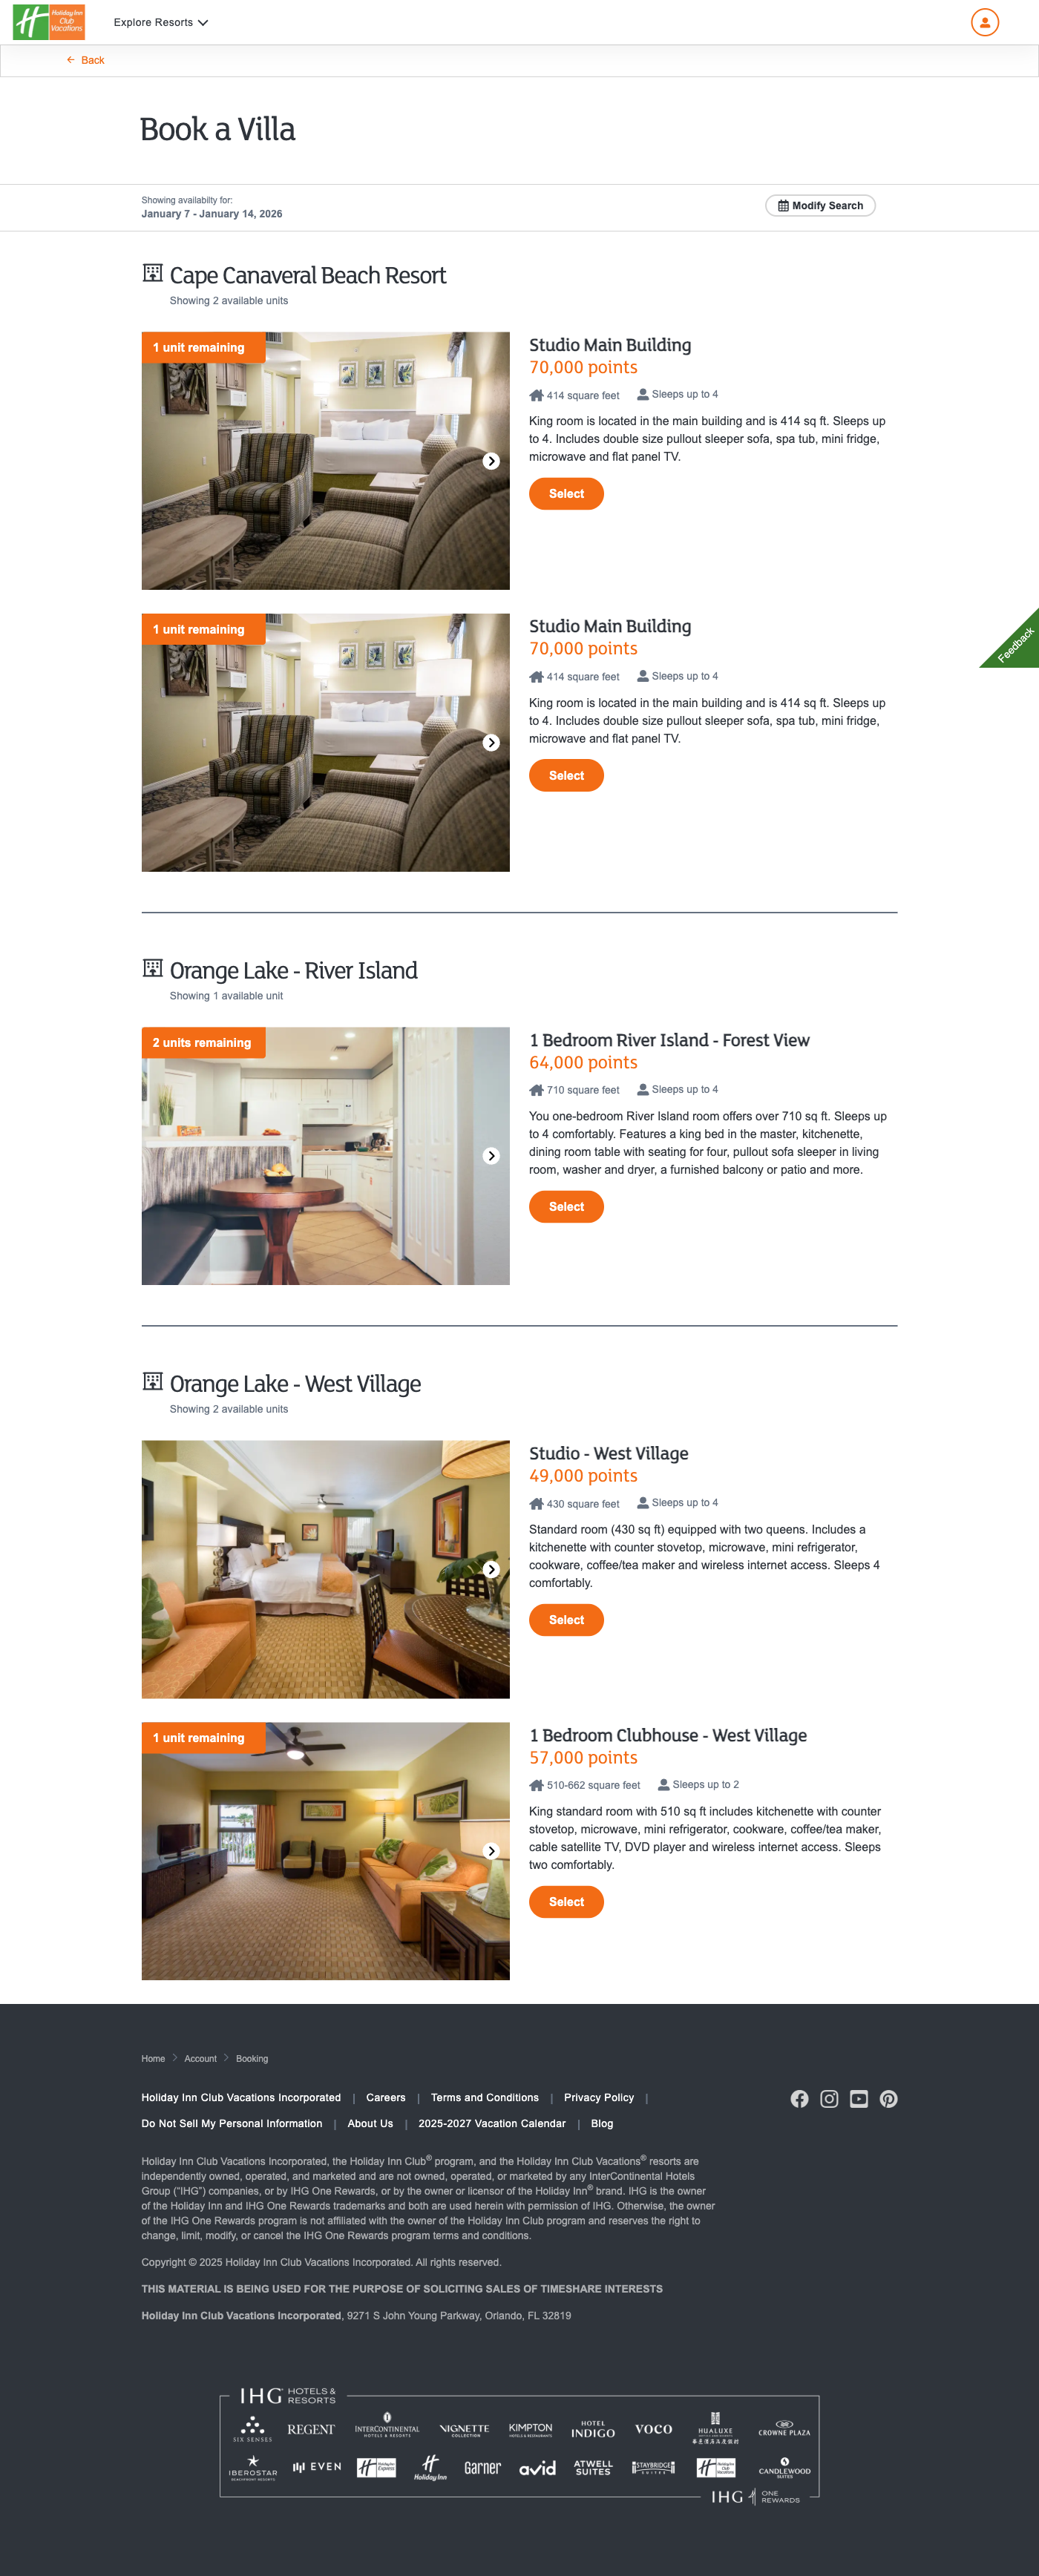 Holiday Inn
Club
Vacations
Explore Resorts
Back
Book a Villa
Showing availabilty for:
January 7 - January 14, 2026
Modify Search
Cape Canaveral Beach Resort
Showing 2 available units
1 unit remaining
Studio Main Building
70,000 points
414 square feet
Sleeps up to 4
King room is located in the main building and is 414 sq ft. Sleeps up
to 4. Includes double size pullout sleeper sofa, spa tub, mini fridge,
microwave and flat panel TV.
Select
1 unit remaining
Studio Main Building
70,000 points
414 square feet
Sleeps up to 4
King room is located in the main building and is 414 sq ft. Sleeps up
to 4. Includes double size pullout sleeper sofa, spa tub, mini fridge,
microwave and flat panel TV.
Select
Feedback
Orange Lake - River Island
Showing 1 available unit
2 units remaining
1 Bedroom River Island - Forest View
64,000 points
710 square feet
Sleeps up to 4
You one-bedroom River Island room offers over 710 sq ft. Sleeps up
to 4 comfortably. Features a king bed in the master, kitchenette,
dining room table with seating for four, pullout sofa sleeper in living
room, washer and dryer, a furnished balcony or patio and more.
Select
Orange Lake - West Village
Showing 2 available units
Studio - West Village
49,000 points
430 square feet
Sleeps up to 4
Standard room (430 sq ft) equipped with two queens. Includes a
kitchenette with counter stovetop, microwave, mini refrigerator,
cookware, coffee/tea maker and wireless internet access. Sleeps 4
comfortably.
Select
1 unit remaining
1 Bedroom Clubhouse - West Village
57,000 points
510-662 square feet
Sleeps up to 2
King standard room with 510 sq ft includes kitchenette with counter
stovetop, microwave, mini refrigerator, cookware, coffee/tea maker,
cable satellite TV, DVD player and wireless internet access. Sleeps
two comfortably.
Select
Home > Account > Booking
Holiday Inn Club Vacations Incorporated | Careers | Terms and Conditions | Privacy Policy |
Do Not Sell My Personal Information | About Us | 2025-2027 Vacation Calendar | Blog
Holiday Inn Club Vacations Incorporated, the Holiday Inn Club® program, and the Holiday Inn Club Vacations® resorts are
independently owned, operated, and marketed and are not owned, operated, or marketed by any InterContinental Hotels
Group (“IHG”) companies, or by IHG One Rewards, or by the owner or licensor of the Holiday Inn® brand. IHG is the owner
of the Holiday Inn and IHG One Rewards trademarks and both are used herein with permission of IHG. Otherwise, the owner
of the IHG One Rewards program is not affiliated with the owner of the Holiday Inn Club program and reserves the right to
change, limit, modify, or cancel the IHG One Rewards program terms and conditions.
Copyright © 2025 Holiday Inn Club Vacations Incorporated. All rights reserved.
THIS MATERIAL IS BEING USED FOR THE PURPOSE OF SOLICITING SALES OF TIMESHARE INTERESTS
Holiday Inn Club Vacations Incorporated, 9271 S John Young Parkway, Orlando, FL 32819
IHG HOTELS & RESORTS
SIX SENSES
REGENT
INTERCONTINENTAL
HOTELS & RESORTS
VIGNETTE
COLLECTION
KIMPTON
HOTELS & RESTAURANTS
HOTEL
INDIGO
VOCO
HUALUXE
CROWNE PLAZA
IBEROSTAR
BEACHFRONT RESORTS
EVEN
Holiday Inn
Express
Holiday Inn
Garner
avid
ATWELL
SUITES
STAYBRIDGE
SUITES
Holiday Inn
Club
Vacations
CANDLEWOOD
SUITES
IHG ONE REWARDS